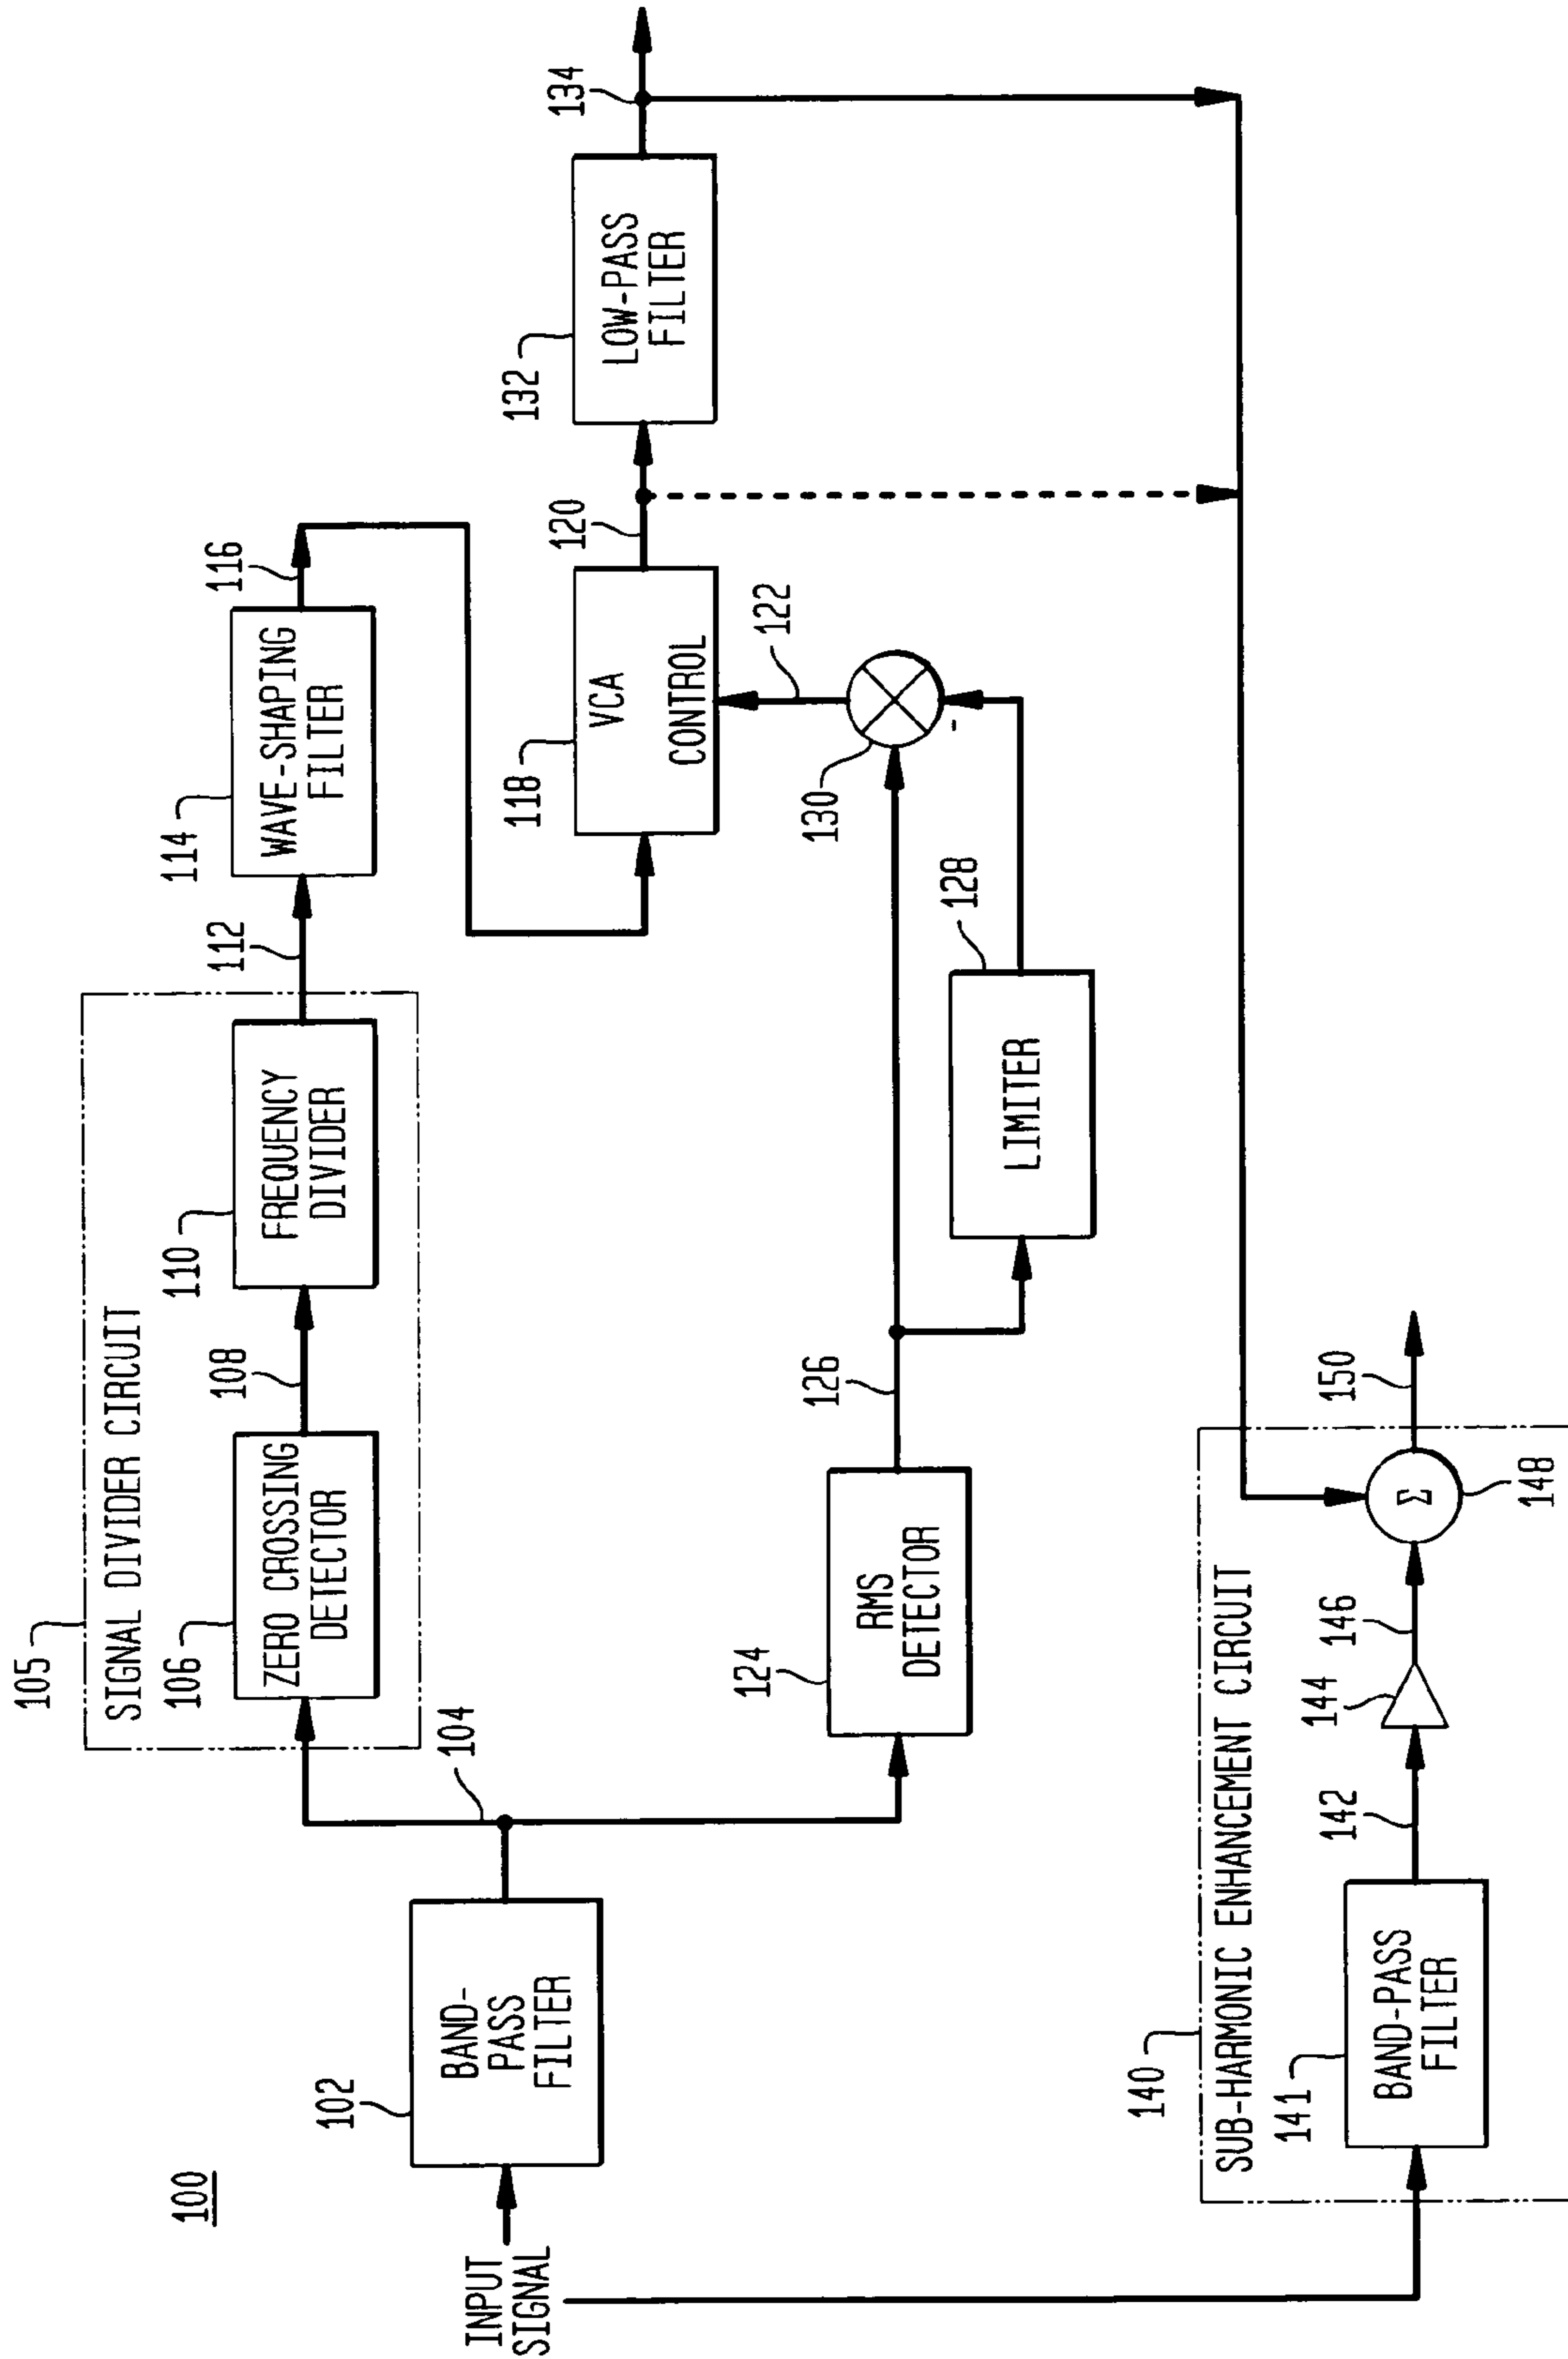 100
105
SIGNAL DIVIDER CIRCUIT
106
ZERO CROSSING
DETECTOR
108
110
FREQUENCY
DIVIDER
112
114
WAVE-SHAPING
FILTER
116
INPUT
SIGNAL
102
BAND-
PASS
FILTER
104
118
VCA
CONTROL
120
122
132
LOW-PASS
FILTER
134
124
RMS
DETECTOR
126
130
-
128
LIMITER
140
SUB-HARMONIC ENHANCEMENT CIRCUIT
141
BAND-PASS
FILTER
142
144
146
Σ
148
150